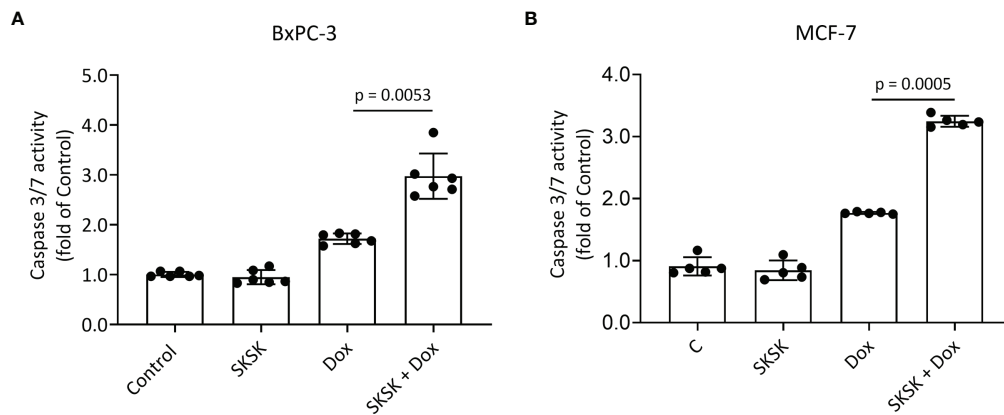 A
BxPC-3
Caspase 3/7 activity
(fold of Control)
5.0
4.0
3.0
2.0
1.0
0.0
p = 0.0053
Control
SKSK
Dox
SKSK + Dox
B
MCF-7
Caspase 3/7 activity
(fold of Control)
4.0
3.0
2.0
1.0
0.0
p = 0.0005
C
SKSK
Dox
SKSK + Dox